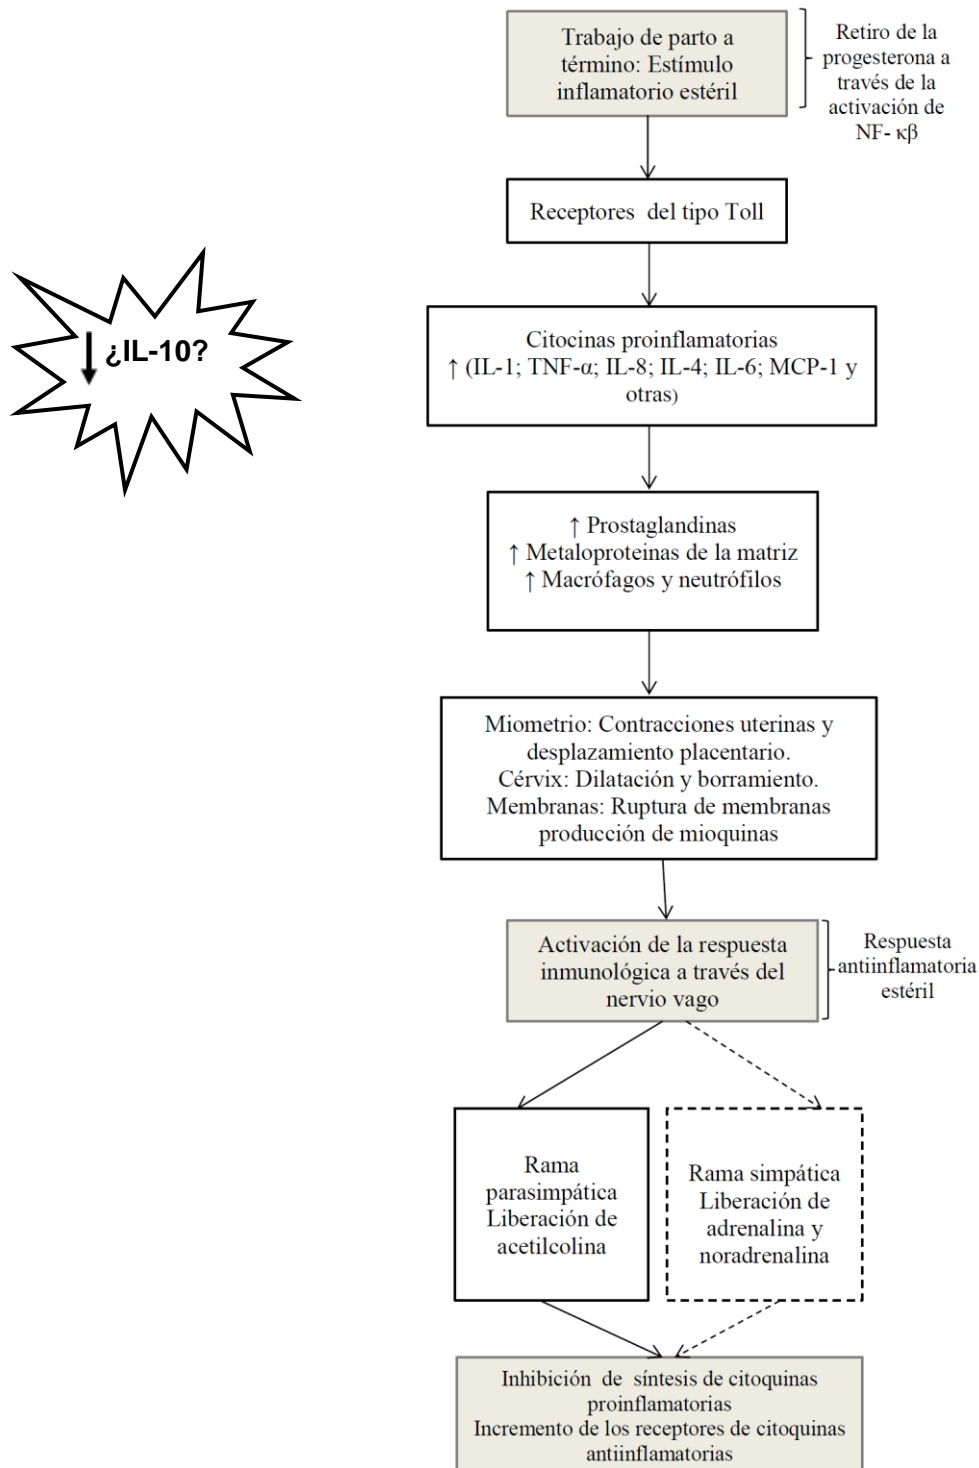 Trabajo de parto a
término: Estímulo
inflamatorio estéril
Retiro de la
progesterona a
través de la
activación de
NF- κβ
Receptores del tipo Toll
¿IL-10?
Citocinas proinflamatorias
↑ (IL-1; TNF-α; IL-8; IL-4; IL-6; MCP-1 y
otras)
↑ Prostaglandinas
↑ Metaloproteinas de la matriz
↑ Macrófagos y neutrófilos
Miometrio: Contracciones uterinas y
desplazamiento placentario.
Cérvix: Dilatación y borramiento.
Membranas: Ruptura de membranas
producción de mioquinas
Activación de la respuesta
inmunológica a través del
nervio vago
Respuesta
antiinflamatoria
estéril
Rama
parasimpática
Liberación de
acetilcolina
Rama simpática
Liberación de
adrenalina y
noradrenalina
Inhibición de síntesis de citoquinas
proinflamatorias
Incremento de los receptores de citoquinas
antiinflamatorias